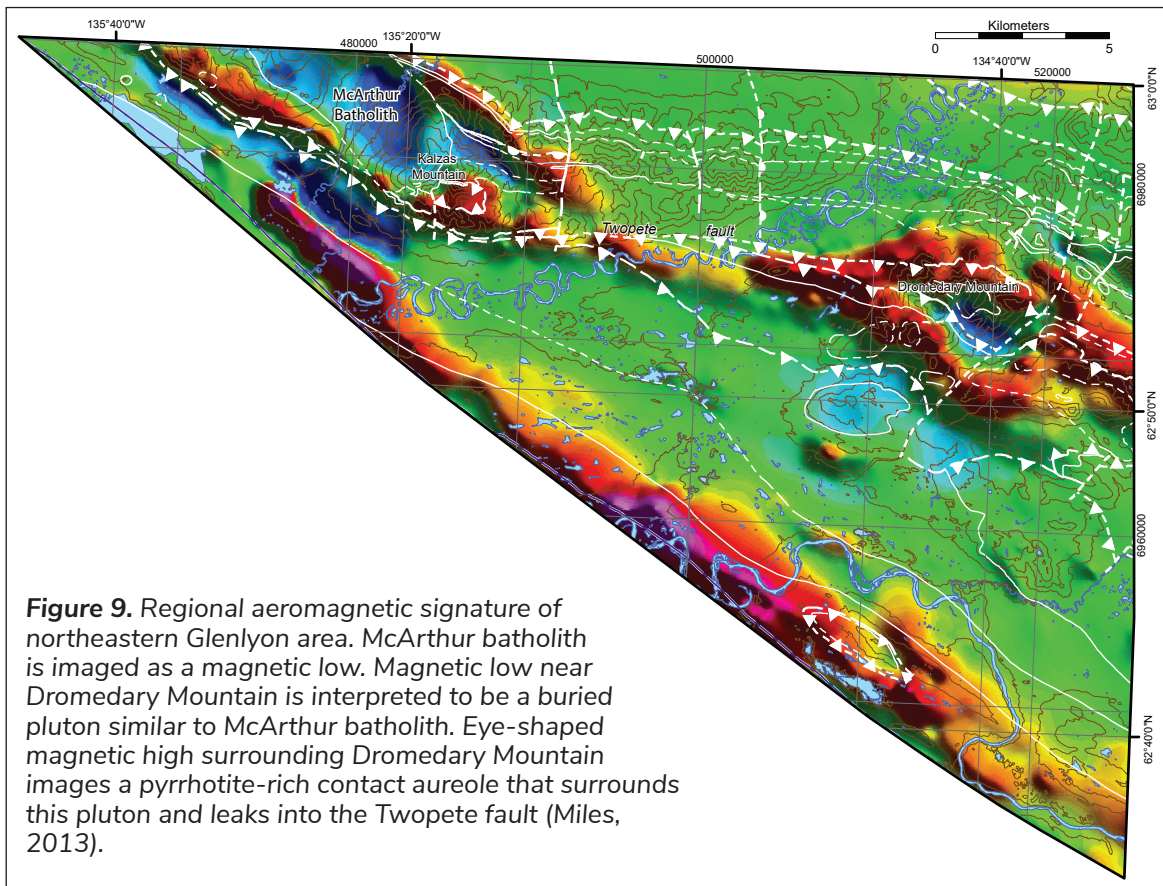 Kilometers
0 5
135°40'0"W
480000
135°20'0"W
500000
134°40'0"W
520000
63°0'0"N
McArthur
Batholith
Kalzas
Mountain
6980000
Twopete fault
Dromedary Mountain
62°50'0"N
6960000
62°40'0"N
Figure 9. Regional aeromagnetic signature of
northeastern Glenlyon area. McArthur batholith
is imaged as a magnetic low. Magnetic low near
Dromedary Mountain is interpreted to be a buried
pluton similar to McArthur batholith. Eye-shaped
magnetic high surrounding Dromedary Mountain
images a pyrrhotite-rich contact aureole that surrounds
this pluton and leaks into the Twopete fault (Miles,
2013).